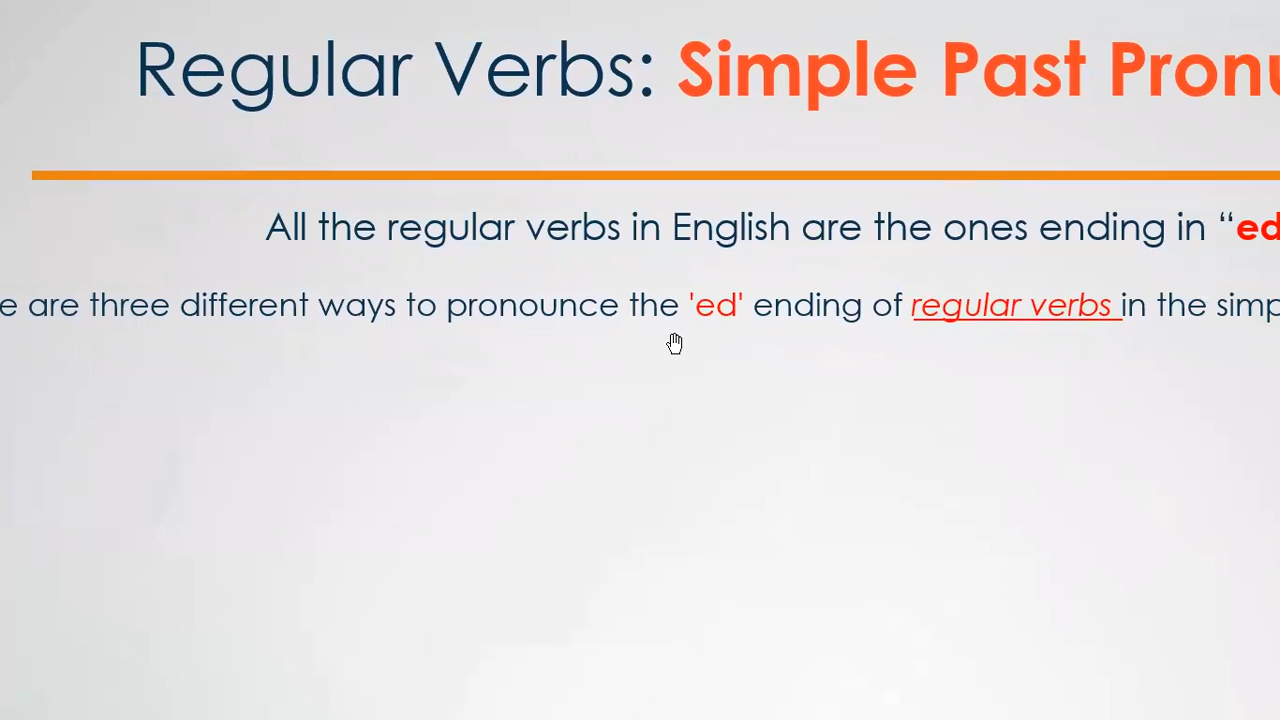 Regular Verbs: Simple Past Pronu
All the regular verbs in English are the ones ending in “ed
e are three different ways to pronounce the 'ed' ending of regular verbs in the simp